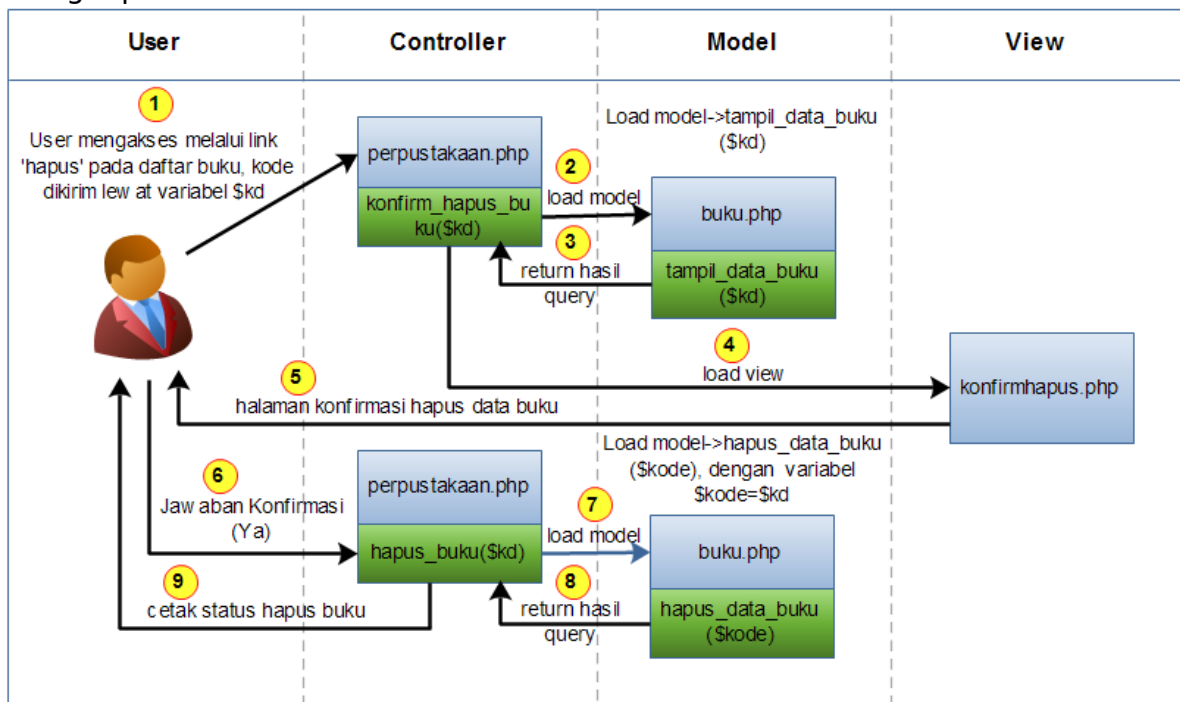 User
Controller
Model
View
1
User mengakses melalui link
'hapus' pada daftar buku, kode
dikirim lew at variabel $kd
perpustakaan.php
konfirm_hapus_bu
ku($kd)
2
load model
3
return hasil
query
Load model->tampil_data_buku
($kd)
buku.php
tampil_data_buku
($kd)
4
load view
konfirmhapus.php
5
halaman konfirmasi hapus data buku
6
Jaw aban Konfirmasi
(Ya)
perpustakaan.php
hapus_buku($kd)
Load model->hapus_data_buku
($kode), dengan variabel
$kode=$kd
7
load model
8
return hasil
query
buku.php
hapus_data_buku
($kode)
9
cetak status hapus buku